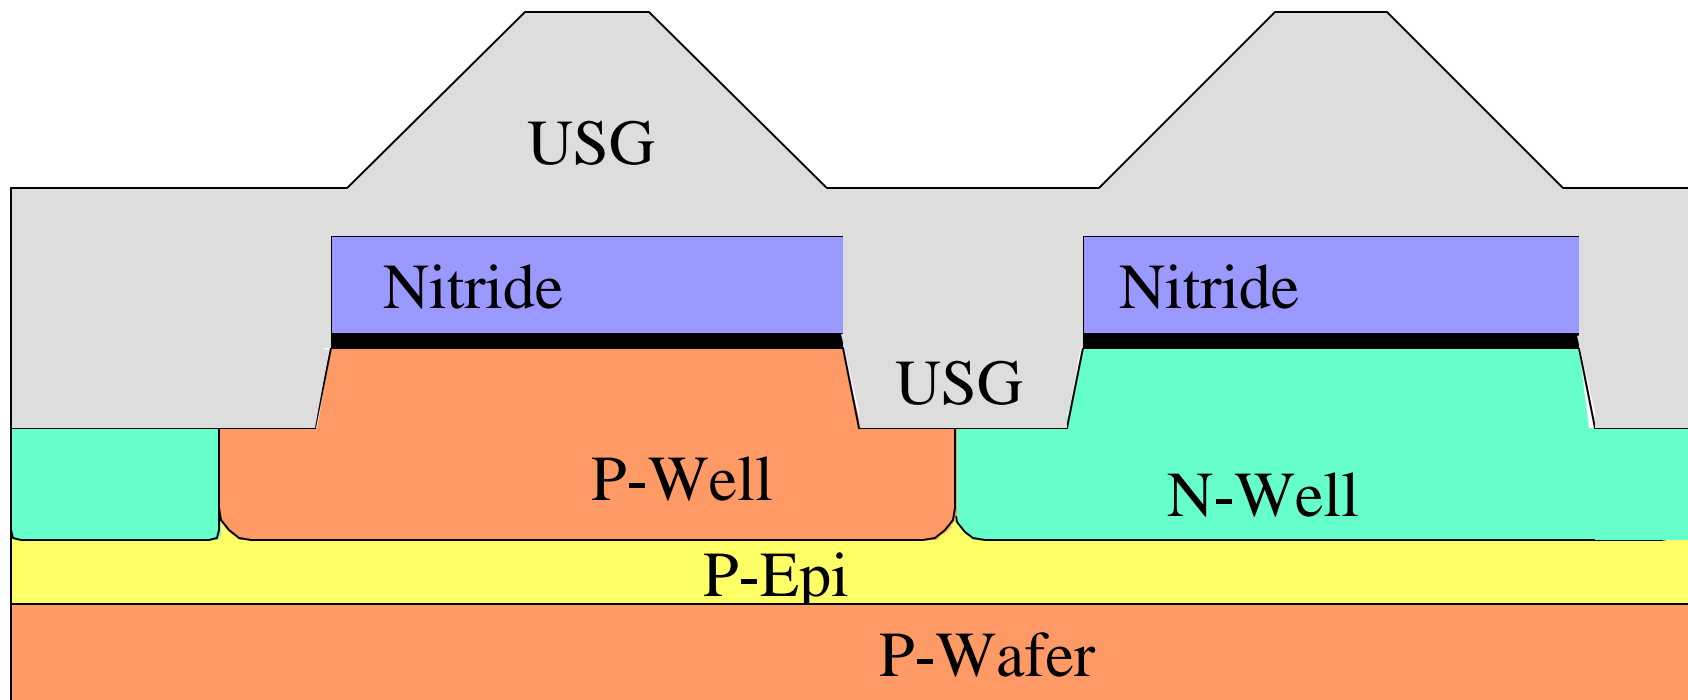 USG
Nitride
Nitride
USG
P-Well
N-Well
P-Epi
P-Wafer